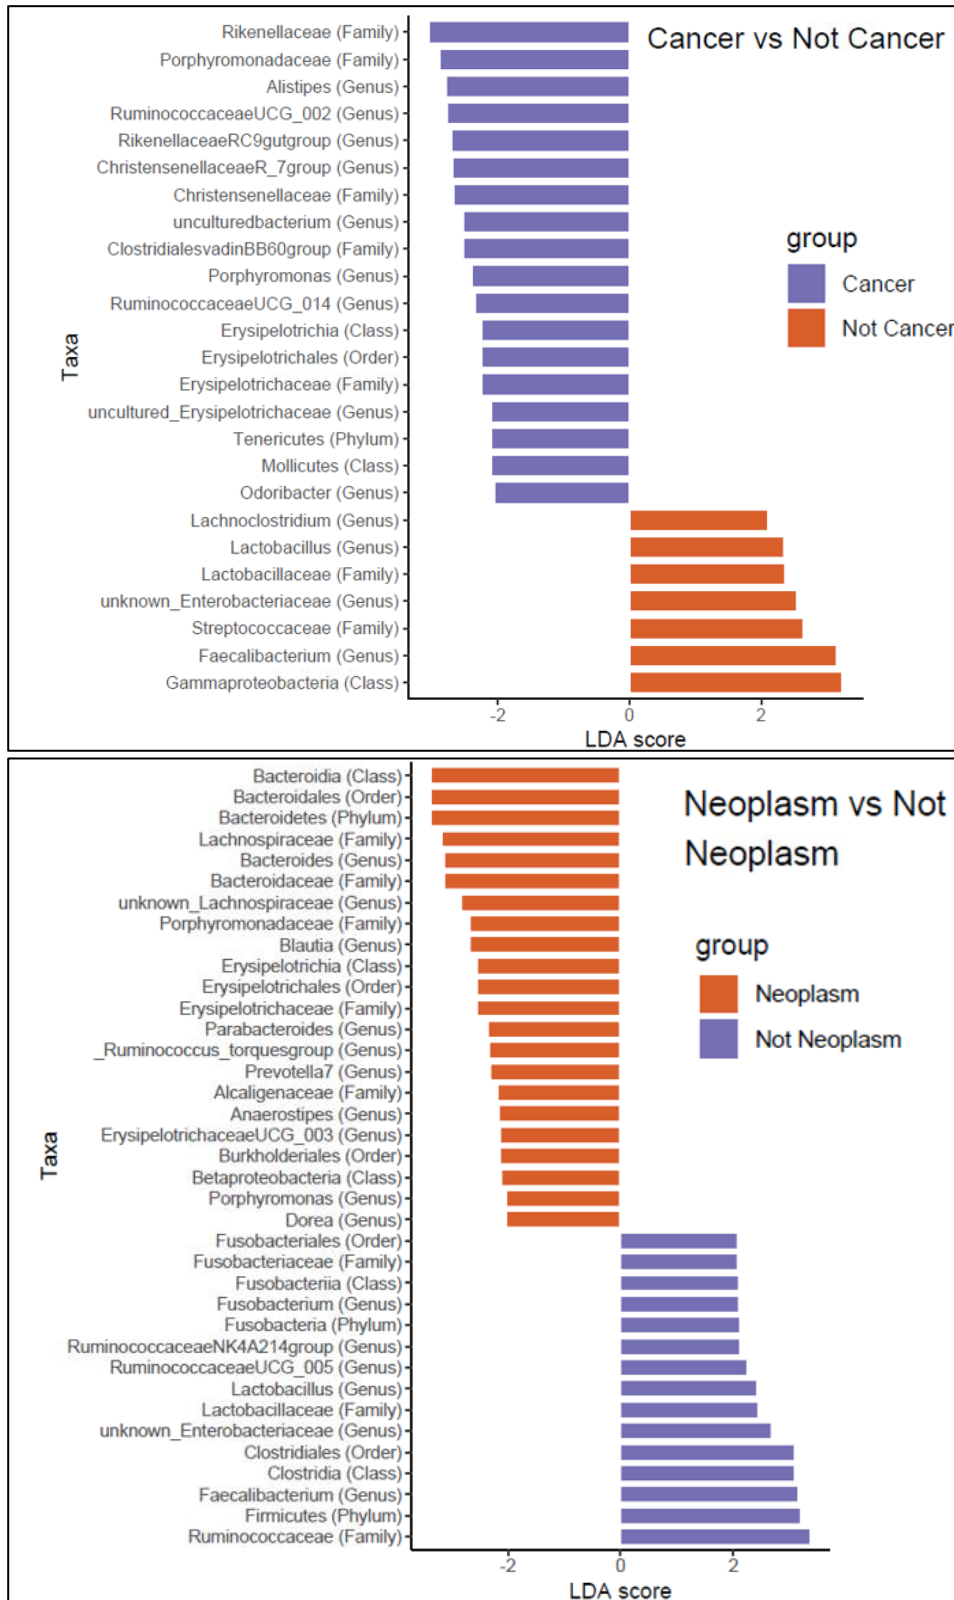 Cancer vs Not Cancer
Rikenellaceae (Family)
Porphyromonadaceae (Family)
Alistipes (Genus)
RuminococcaceaeUCG_002 (Genus)
RikenellaceaeRC9gutgroup (Genus)
ChristensenellaceaeR_7group (Genus)
Christensenellaceae (Family)
unculturedbacterium (Genus)
ClostridialesvadinBB60group (Family)
Porphyromonas (Genus)
RuminococcaceaeUCG_014 (Genus)
Erysipelotrichia (Class)
Erysipelotrichales (Order)
Erysipelotrichaceae (Family)
uncultured_Erysipelotrichaceae (Genus)
Tenericutes (Phylum)
Mollicutes (Class)
Odoribacter (Genus)
Lachnoclostridium (Genus)
Lactobacillus (Genus)
Lactobacillaceae (Family)
unknown_Enterobacteriaceae (Genus)
Streptococcaceae (Family)
Faecalibacterium (Genus)
Gammaproteobacteria (Class)
Taxa
group
Cancer
Not Cancer
-2 0 2
LDA score
Neoplasm vs Not
Neoplasm
Bacteroidia (Class)
Bacteroidales (Order)
Bacteroidetes (Phylum)
Lachnospiraceae (Family)
Bacteroides (Genus)
Bacteroidaceae (Family)
unknown_Lachnospiraceae (Genus)
Porphyromonadaceae (Family)
Blautia (Genus)
Erysipelotrichia (Class)
Erysipelotrichales (Order)
Erysipelotrichaceae (Family)
Parabacteroides (Genus)
_Ruminococcus_torquesgroup (Genus)
Prevotella7 (Genus)
Alcaligenaceae (Family)
Anaerostipes (Genus)
ErysipelotrichaceaeUCG_003 (Genus)
Burkholderiales (Order)
Betaproteobacteria (Class)
Porphyromonas (Genus)
Dorea (Genus)
Fusobacteriales (Order)
Fusobacteriaceae (Family)
Fusobacteriia (Class)
Fusobacterium (Genus)
Fusobacteria (Phylum)
RuminococcaceaeNK4A214group (Genus)
RuminococcaceaeUCG_005 (Genus)
Lactobacillus (Genus)
Lactobacillaceae (Family)
unknown_Enterobacteriaceae (Genus)
Clostridiales (Order)
Clostridia (Class)
Faecalibacterium (Genus)
Firmicutes (Phylum)
Ruminococcaceae (Family)
Taxa
group
Neoplasm
Not Neoplasm
-2 0 2
LDA score